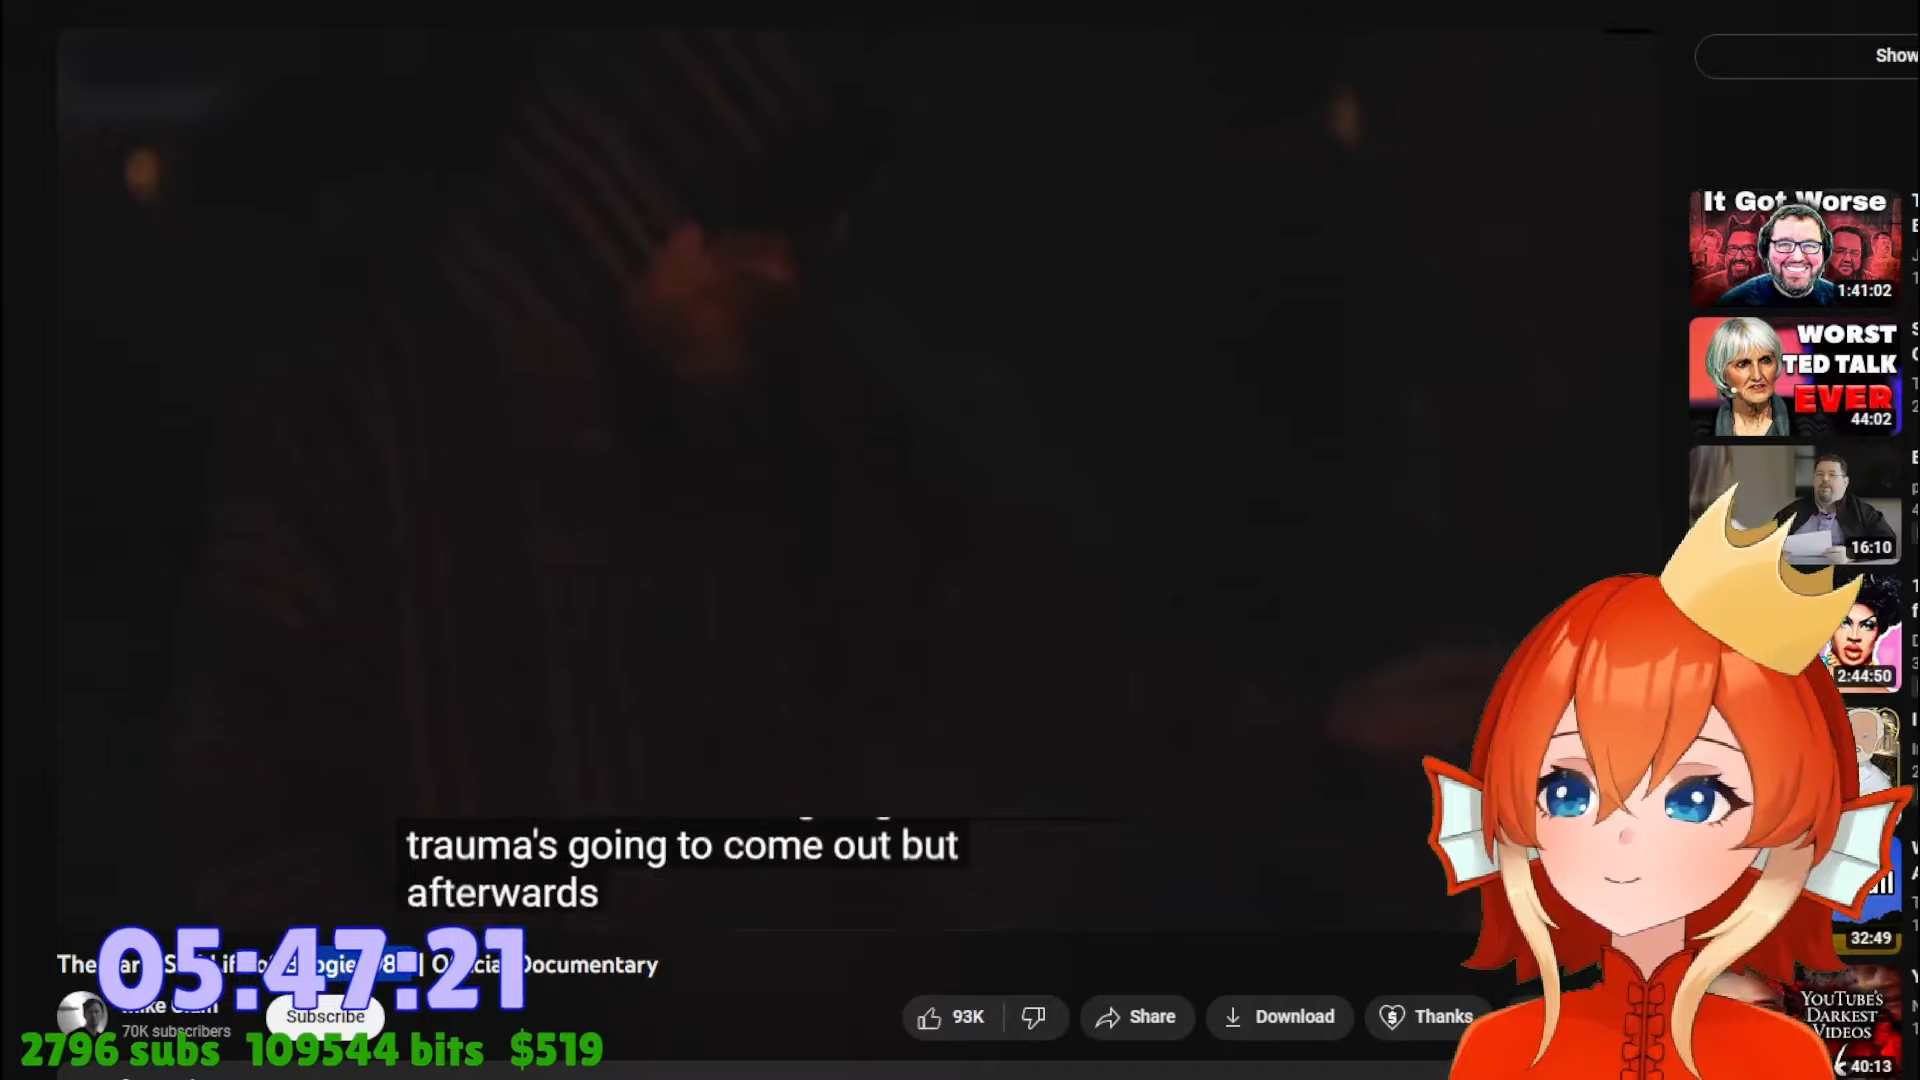 Show
It Got Worse
1:41:02
WORST
TED TALK
EVER
44:02
16:10
2:44:50
trauma's going to come out but
afterwards
32:49
The
Documentary
05:47:21
70K subscribers
Subscribe
93K
Share
Download
Thanks
2796 subs 109544 bits $519
YOUTUBE'S
DARKEST
VIDEOS
40:13